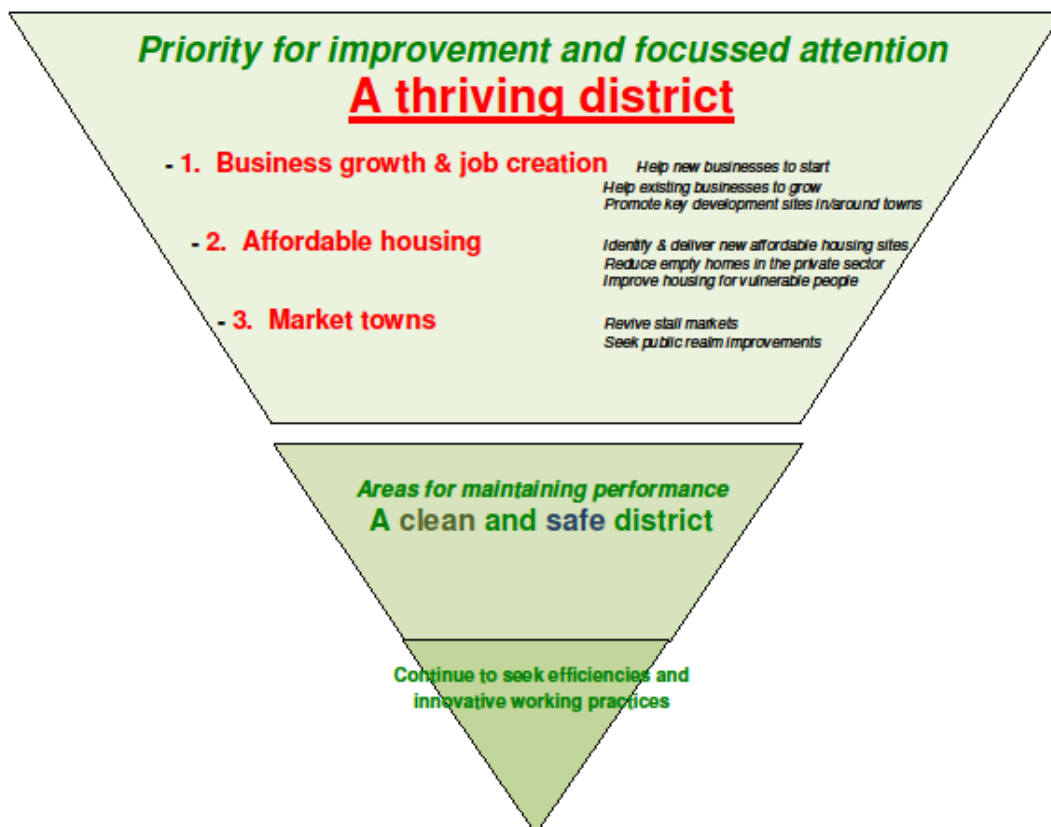 Priority for improvement and focussed attention
A thriving district
- 1. Business growth & job creation Help new businesses to start
Help existing businesses to grow
Promote key development sites in/around towns
- 2. Affordable housing Identify & deliver new affordable housing sites
Reduce empty homes in the private sector
Improve housing for vulnerable people
- 3. Market towns Revive stall markets
Seek public realm improvements
Areas for maintaining performance
A clean and safe district
Continue to seek efficiencies and
innovative working practices